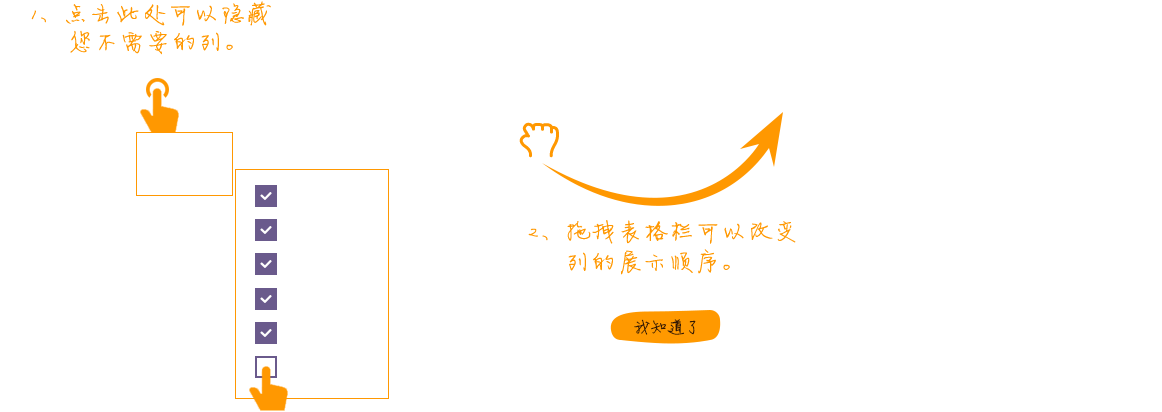 1、点击此处可以隐藏
您不需要的列。
2、拖拽表格栏可以改变
列的展示顺序。
我知道了